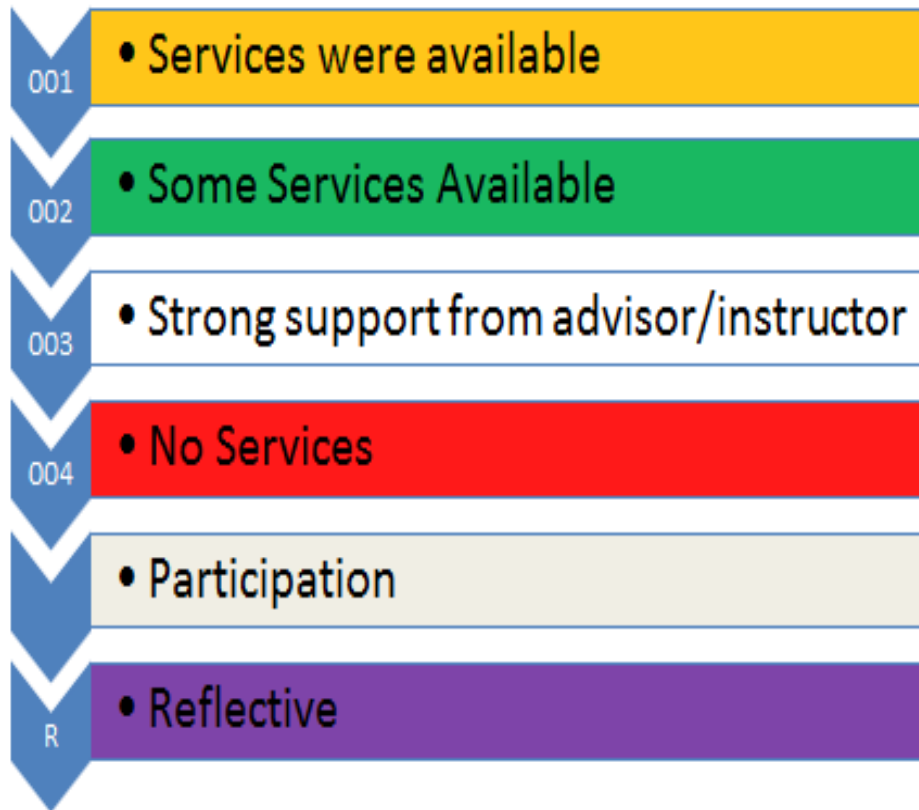 001 • Services were available
002 • Some Services Available
003 • Strong support from advisor/instructor
004 • No Services
• Participation
R • Reflective